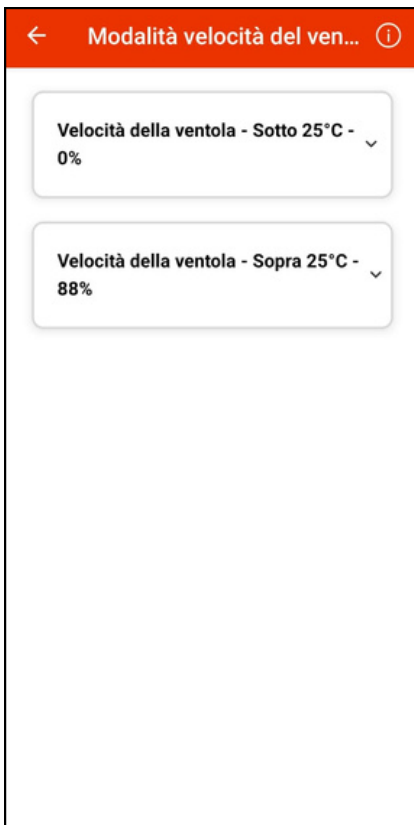 Modalità velocità del ven...
Velocità della ventola - Sotto 25°C -
0%
Velocità della ventola - Sopra 25°C -
88%